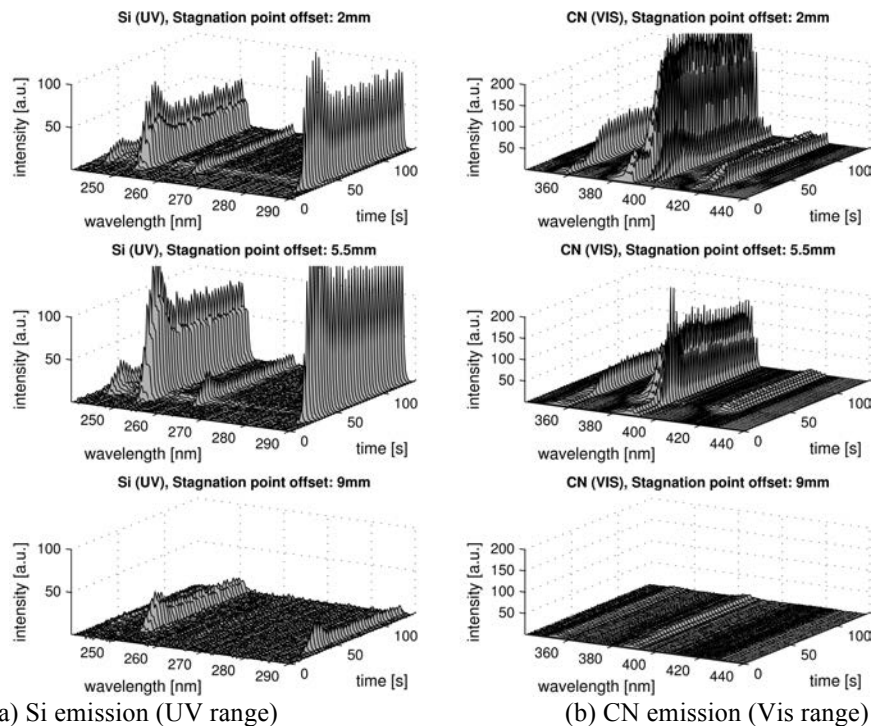 Si (UV), Stagnation point offset: 2mm
100
50
intensity [a.u.]
250
260
270
280
290
wavelength [nm]
0
50
100
time [s]
CN (VIS), Stagnation point offset: 2mm
200
150
100
50
intensity [a.u.]
360
380
400
420
440
wavelength [nm]
0
50
100
time [s]
Si (UV), Stagnation point offset: 5.5mm
100
50
intensity [a.u.]
250
260
270
280
290
wavelength [nm]
0
50
100
time [s]
CN (VIS), Stagnation point offset: 5.5mm
200
150
100
50
intensity [a.u.]
360
380
400
420
440
wavelength [nm]
0
50
100
time [s]
Si (UV), Stagnation point offset: 9mm
100
50
intensity [a.u.]
250
260
270
280
290
wavelength [nm]
0
50
100
time [s]
CN (VIS), Stagnation point offset: 9mm
200
150
100
50
intensity [a.u.]
360
380
400
420
440
wavelength [nm]
0
50
100
time [s]
a) Si emission (UV range)
(b) CN emission (Vis range)